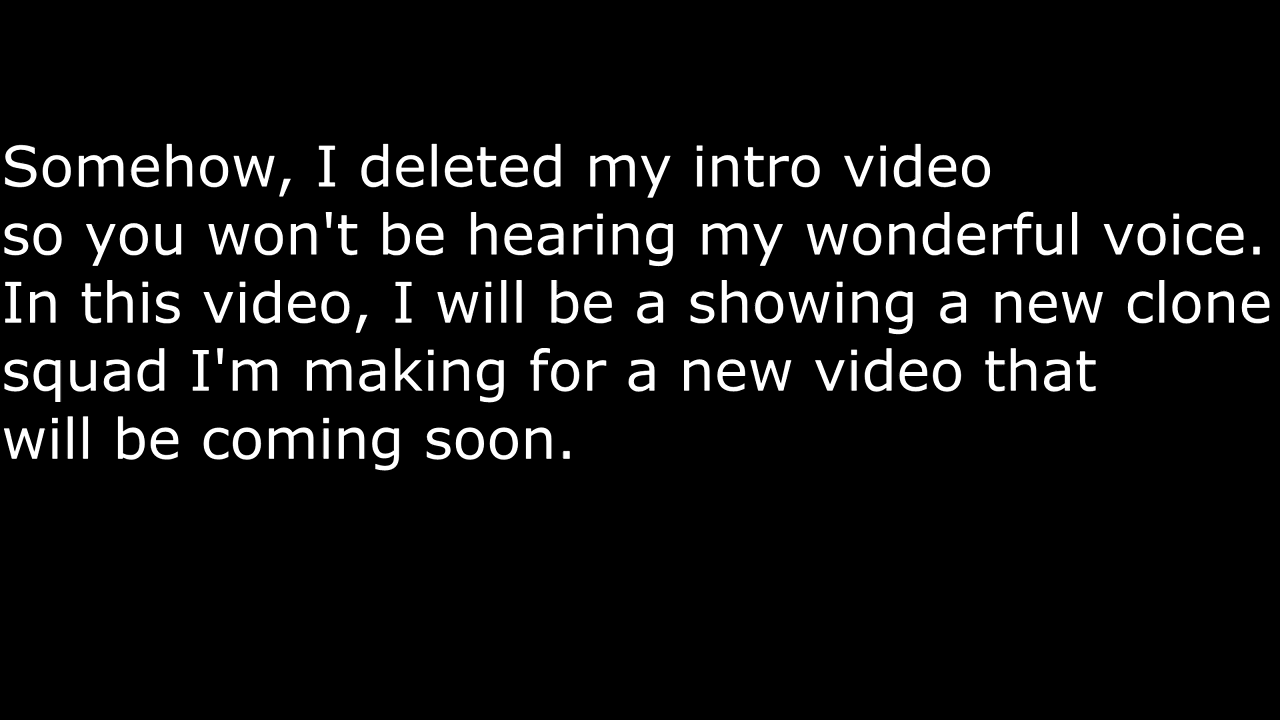 Somehow, I deleted my intro video
so you won't be hearing my wonderful voice.
In this video, I will be a showing a new clone
squad I'm making for a new video that
will be coming soon.